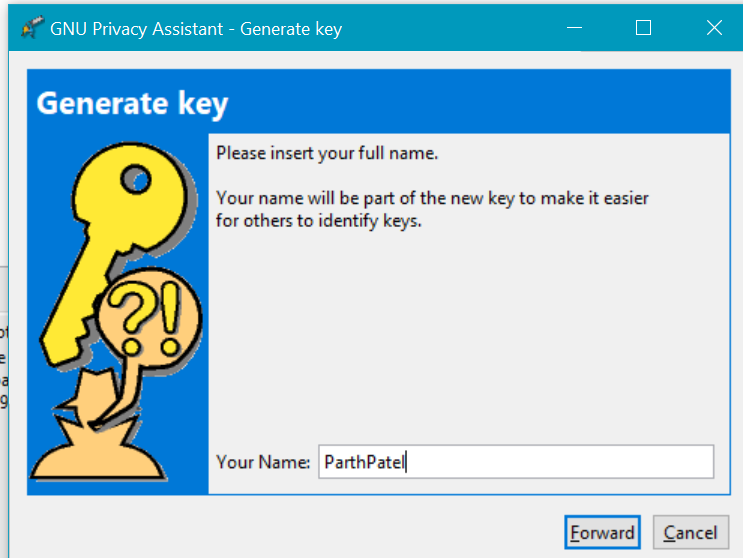 GNU Privacy Assistant - Generate key
Generate key
Please insert your full name.
Your name will be part of the new key to make it easier
for others to identify keys.
?!
Your Name: ParthPatel
Forward Cancel